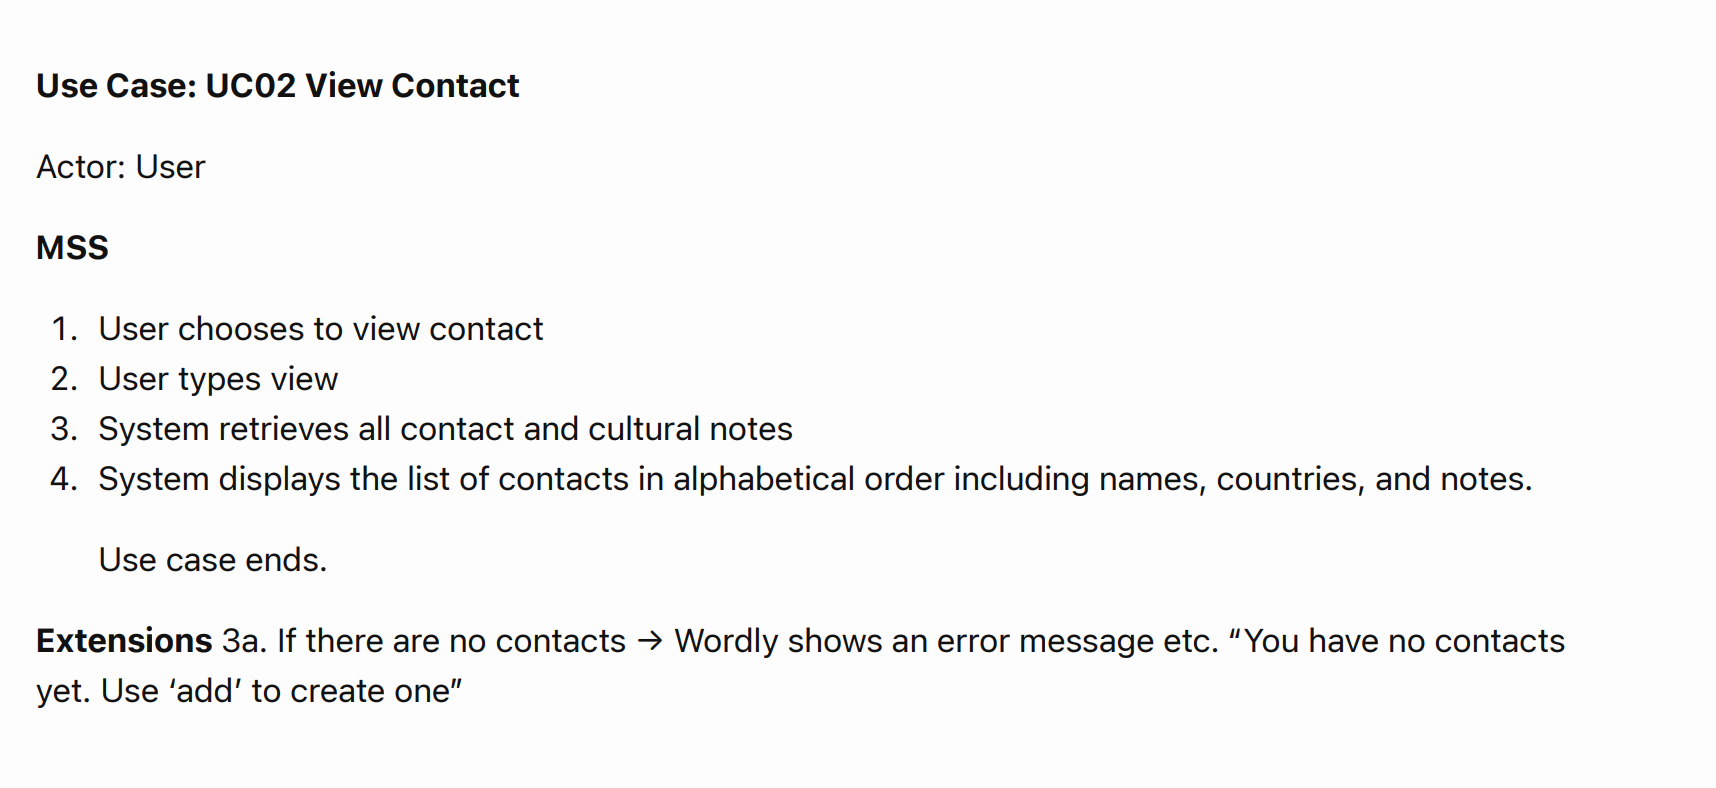 Use Case: UC02 View Contact
Actor: User
MSS
1. User chooses to view contact
2. User types view
3. System retrieves all contact and cultural notes
4. System displays the list of contacts in alphabetical order including names, countries, and notes.
Use case ends.
Extensions 3a. If there are no contacts → Wordly shows an error message etc. “You have no contacts
yet. Use ‘add’ to create one”